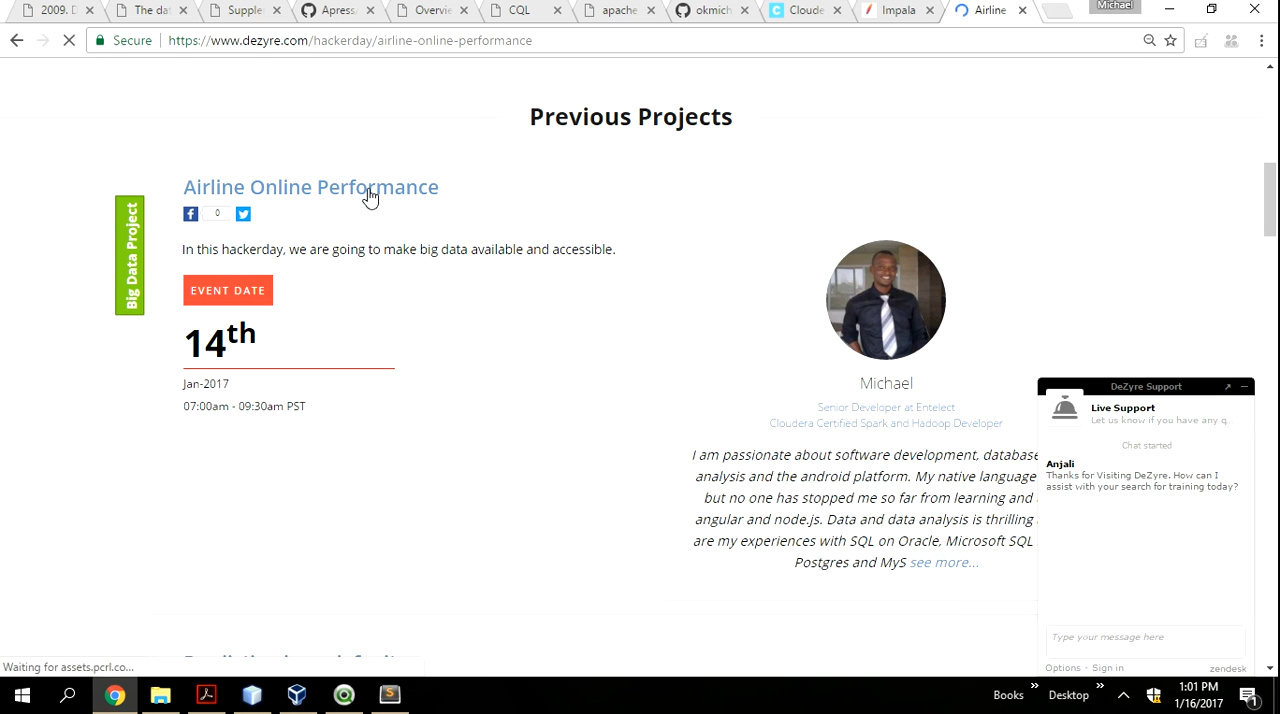 2009. D
The dat
Supple
Apress
Overvie
CQL
apache
okmich
Cloude
Impala
Airline
Michael
Secure
https://www.dezyre.com/hackerday/airline-online-performance
Previous Projects
Airline Online Performance
0
Big Data Project
In this hackerday, we are going to make big data available and accessible.
EVENT DATE
14th
Jan-2017
07:00am - 09:30am PST
Michael
Senior Developer at Entelect
Cloudera Certified Spark and Hadoop Developer
I am passionate about software development, database
analysis and the android platform. My native language
but no one has stopped me so far from learning and
angular and node.js. Data and data analysis is thrilling
are my experiences with SQL on Oracle, Microsoft SQL
Postgres and MyS see more...
DeZyre Support
Live Support
Let us know if you have any q...
Chat started
Anjali
Thanks for Visiting DeZyre. How can I
assist with your search for training today?
Type your message here
Options · Sign in
zendesk
Waiting for assets.pcrl.co...
Books
Desktop
1:01 PM
1/16/2017
1